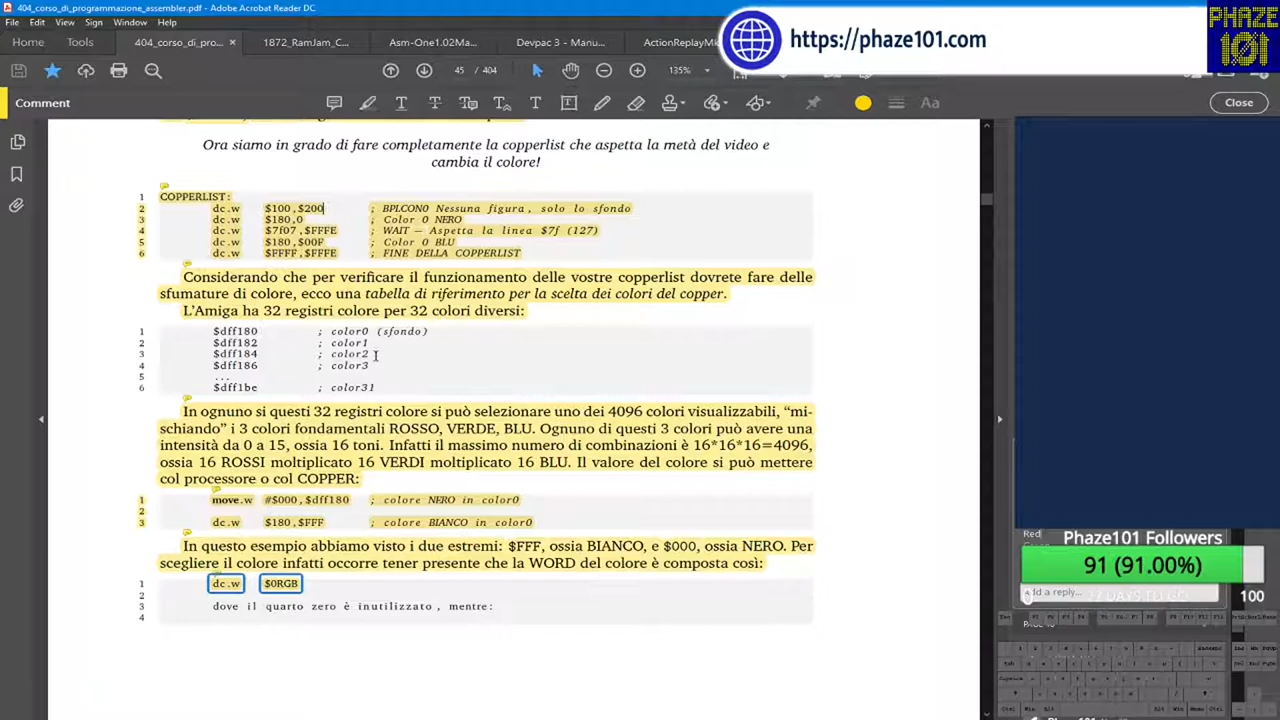 404_corso_di_programmazione_assembler.pdf - Adobe Acrobat Reader DC
File Edit View Sign Window Help
Home Tools 404_corso_di_pro... × 1872_RamJam_C... Asm-One1.02Ma... Devpac 3 - Manu... ActionReplayMk
https://phaze101.com
PHAZE
101
45 / 404 135%
Comment
Close
Ora siamo in grado di fare completamente la copperlist che aspetta la metà del video e
cambia il colore!
1 COPPERLIST:
2 dc.w $100,$200 ; BPLCON0 Nessuna figura, solo lo sfondo
3 dc.w $180,0 ; Color 0 NERO
4 dc.w $7f07,$FFFE ; WAIT — Aspetta la linea $7f (127)
5 dc.w $180,$00F ; Color 0 BLU
6 dc.w $FFFF,$FFFE ; FINE DELLA COPPERLIST
Considerando che per verificare il funzionamento delle vostre copperlist dovrete fare delle
sfumature di colore, ecco una tabella di riferimento per la scelta dei colori del copper.
L'Amiga ha 32 registri colore per 32 colori diversi:
1 $dff180 ; color0 (sfondo)
2 $dff182 ; color1
3 $dff184 ; color2
4 $dff186 ; color3
5 ...
6 $dff1be ; color31
In ognuno si questi 32 registri colore si può selezionare uno dei 4096 colori visualizzabili, “mi-
schiando” i 3 colori fondamentali ROSSO, VERDE, BLU. Ognuno di questi 3 colori può avere una
intensità da 0 a 15, ossia 16 toni. Infatti il massimo numero di combinazioni è 16*16*16=4096,
ossia 16 ROSSI moltiplicato 16 VERDI moltiplicato 16 BLU. Il valore del colore si può mettere
col processore o col COPPER:
1 move.w #$000,$dff180 ; colore NERO in color0
2
3 dc.w $180,$FFF ; colore BIANCO in color0
In questo esempio abbiamo visto i due estremi: $FFF, ossia BIANCO, e $000, ossia NERO. Per
scegliere il colore infatti occorre tener presente che la WORD del colore è composta così:
1 dc.w $0RGB
2
3 dove il quarto zero è inutilizzato, mentre:
4
Red
Phaze101 Followers
91 (91.00%)
0 100
Add a reply...